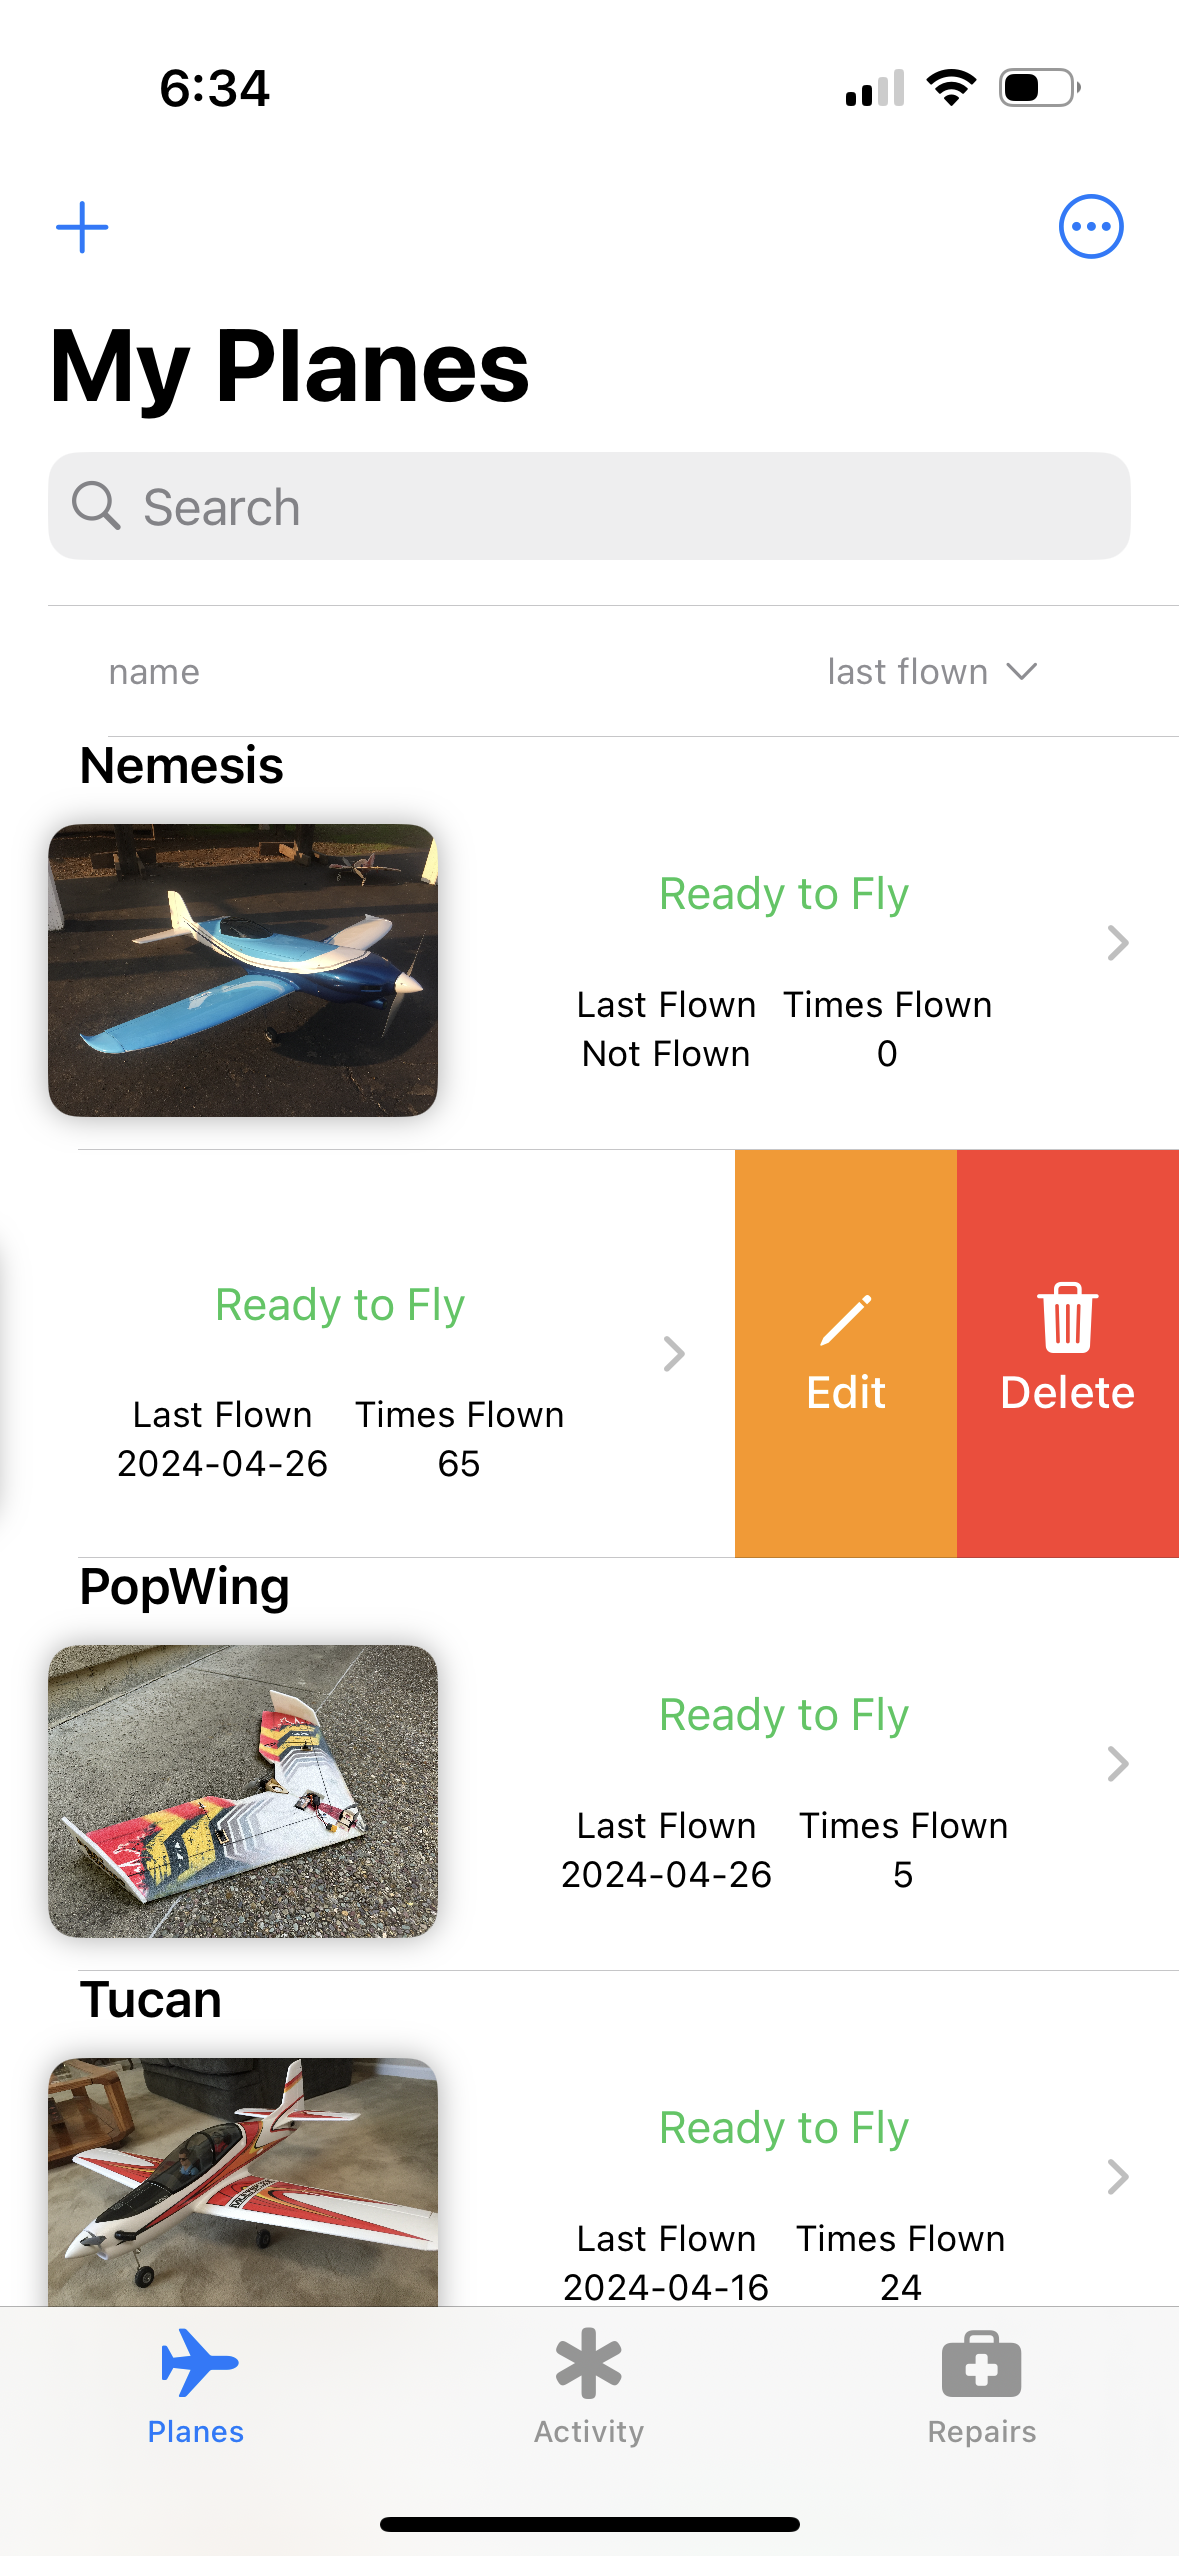 6:34
My Planes
Search
name last flown
Nemesis
Ready to Fly
Last Flown Times Flown
Not Flown 0
Ready to Fly
Last Flown Times Flown
2024-04-26 65
Edit Delete
PopWing
Ready to Fly
Last Flown Times Flown
2024-04-26 5
Tucan
Ready to Fly
Last Flown Times Flown
2024-04-16 24
Planes Activity Repairs